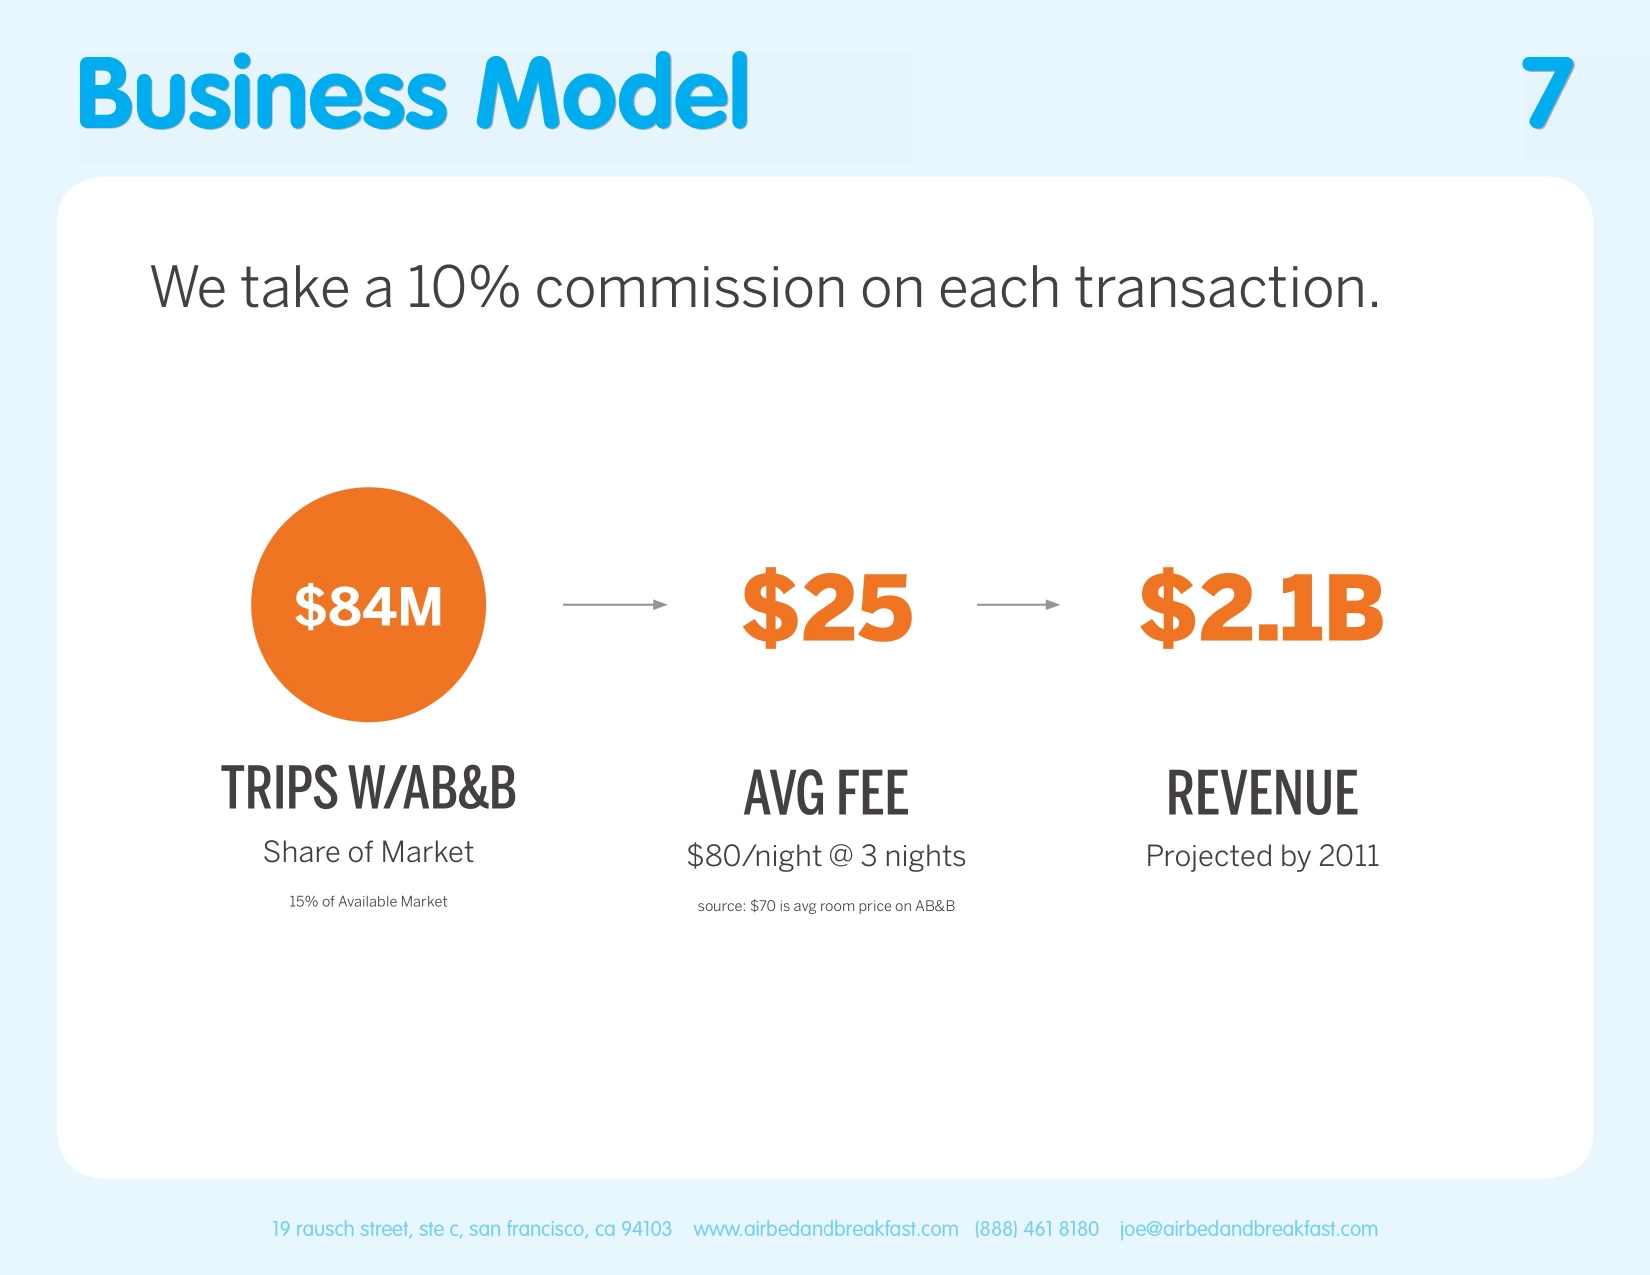 Business Model
7
We take a 10% commission on each transaction.
$84M
$25
$2.1B
TRIPS W/AB&B
Share of Market
15% of Available Market
AVG FEE
$80/night @ 3 nights
source: $70 is avg room price on AB&B
REVENUE
Projected by 2011
19 rausch street, ste c, san francisco, ca 94103 www.airbedandbreakfast.com (888) 461 8180 joe@airbedandbreakfast.com